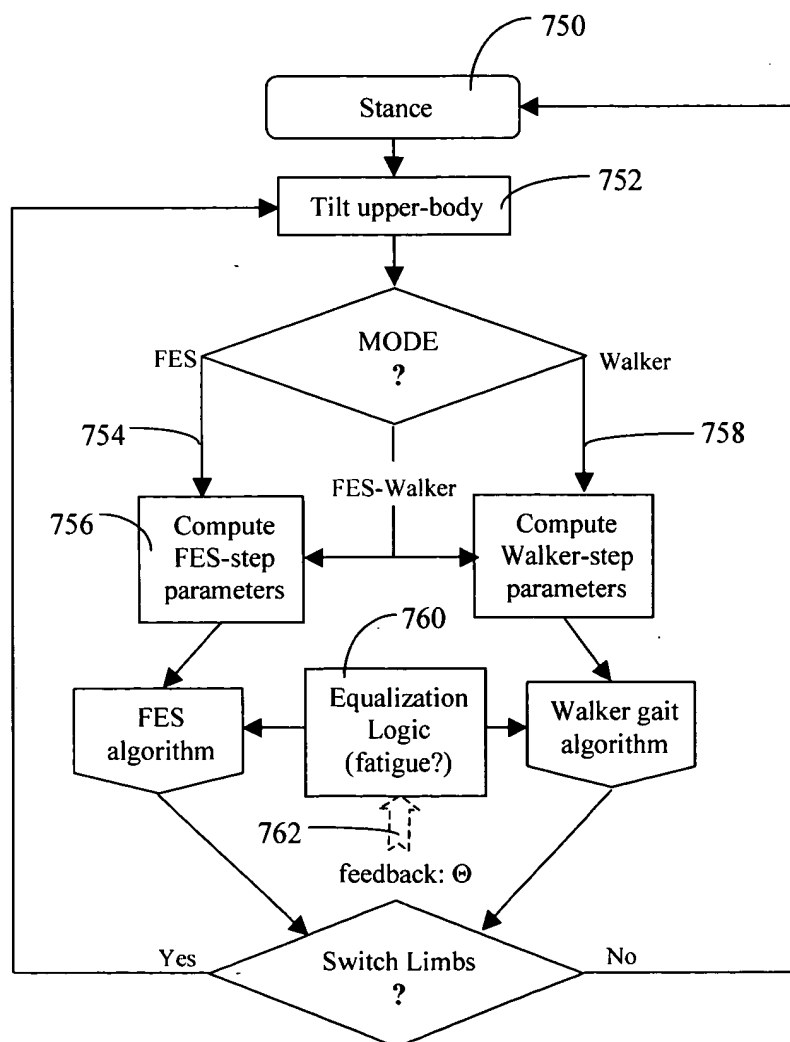 750
Stance
752
Tilt upper-body
MODE
?
FES
Walker
754
758
FES-Walker
756
Compute
FES-step
parameters
Compute
Walker-step
parameters
760
FES
algorithm
Equalization
Logic
(fatigue?)
Walker gait
algorithm
762
feedback: Θ
Yes
Switch Limbs
?
No